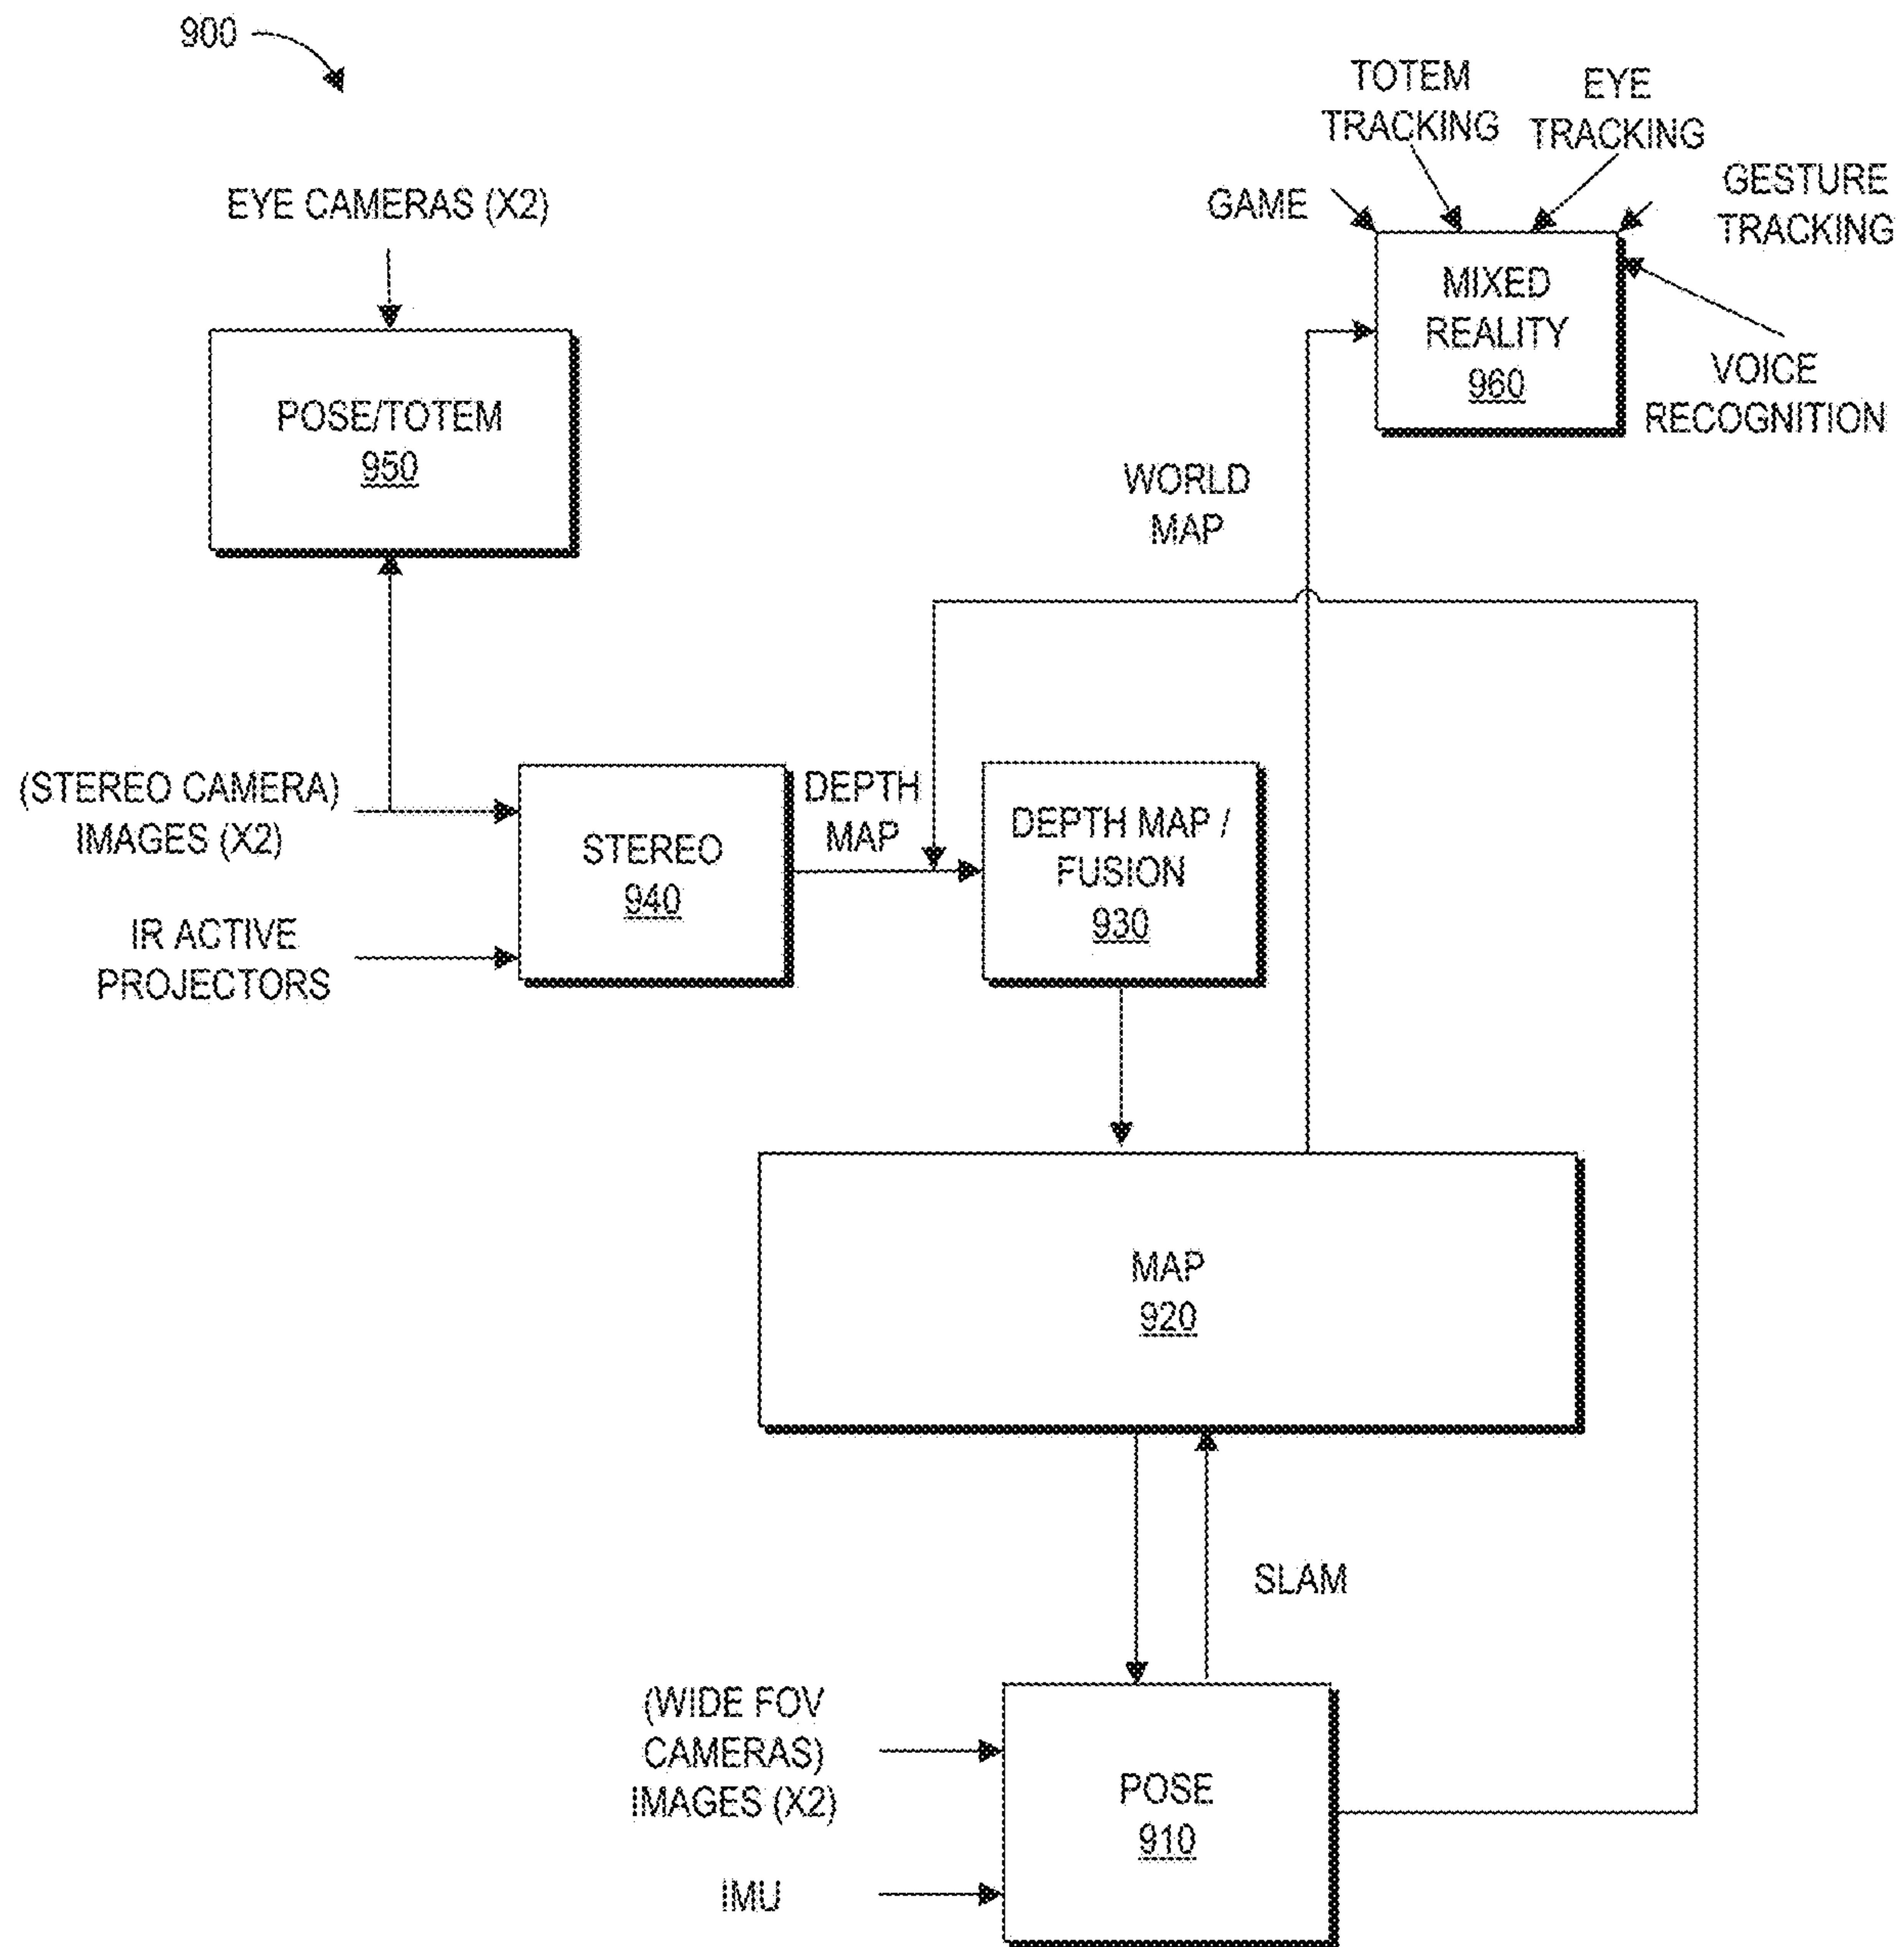 900
TOTEM
TRACKING
EYE
TRACKING
GAME
GESTURE
TRACKING
EYE CAMERAS (X2)
MIXED
REALITY
960
VOICE
RECOGNITION
POSE/TOTEM
950
WORLD
MAP
(STEREO CAMERA)
IMAGES (X2)
IR ACTIVE
PROJECTORS
STEREO
940
DEPTH
MAP
DEPTH MAP /
FUSION
930
MAP
920
SLAM
(WIDE FOV
CAMERAS)
IMAGES (X2)
IMU
POSE
910